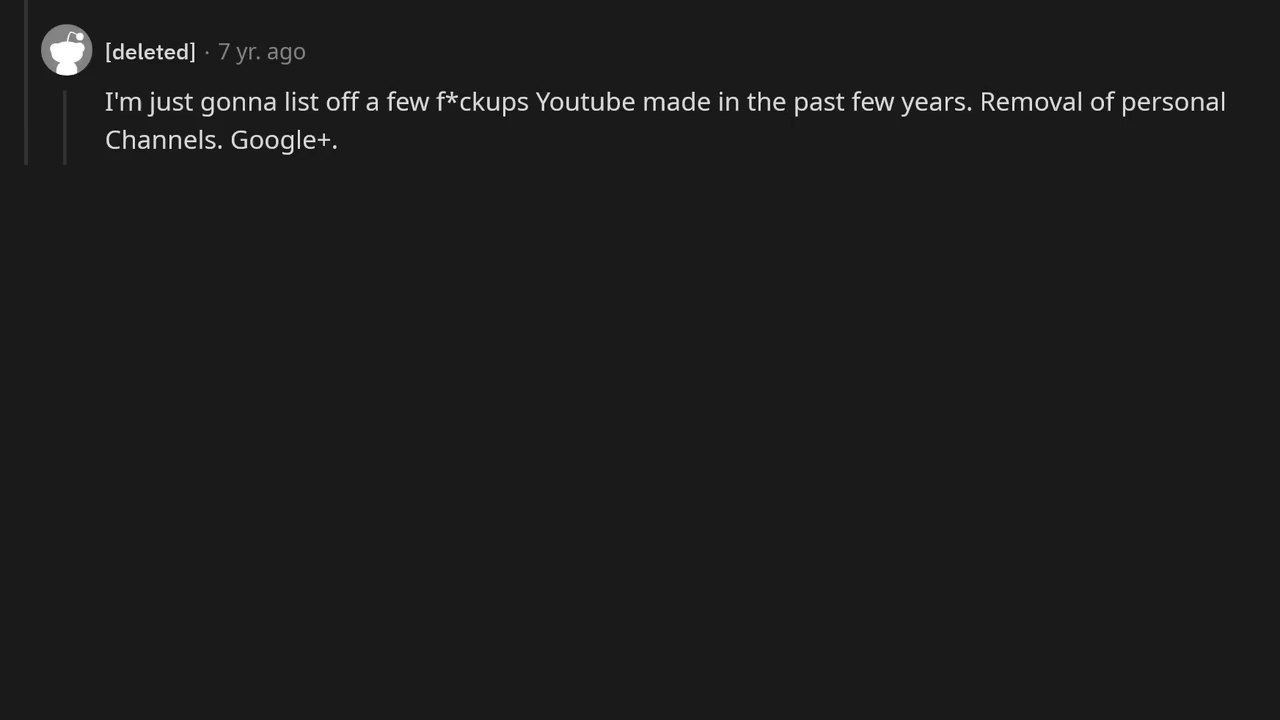 [deleted] · 7 yr. ago
I'm just gonna list off a few f*ckups Youtube made in the past few years. Removal of personal
Channels. Google+.